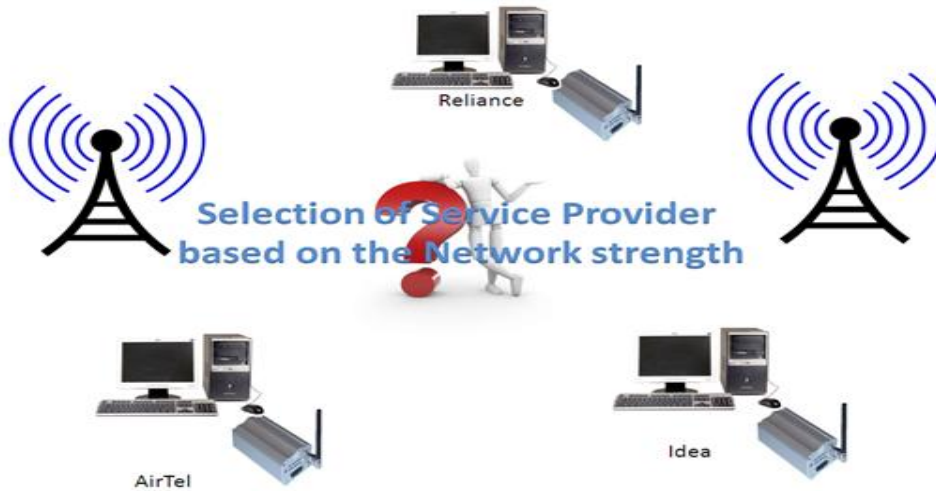 Reliance
Selection of Service Provider
based on the Network strength
AirTel
Idea